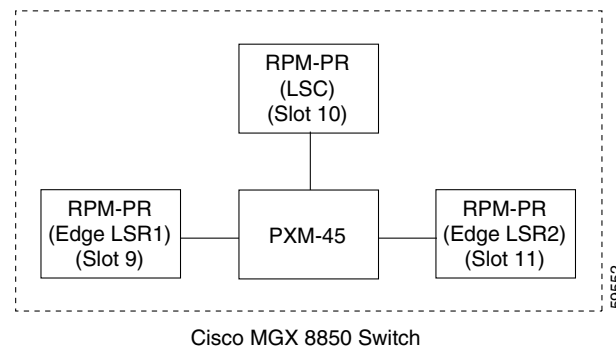 RPM-PR
(LSC)
(Slot 10)
RPM-PR
(Edge LSR1)
(Slot 9)
PXM-45
RPM-PR
(Edge LSR2)
(Slot 11)
59552
Cisco MGX 8850 Switch